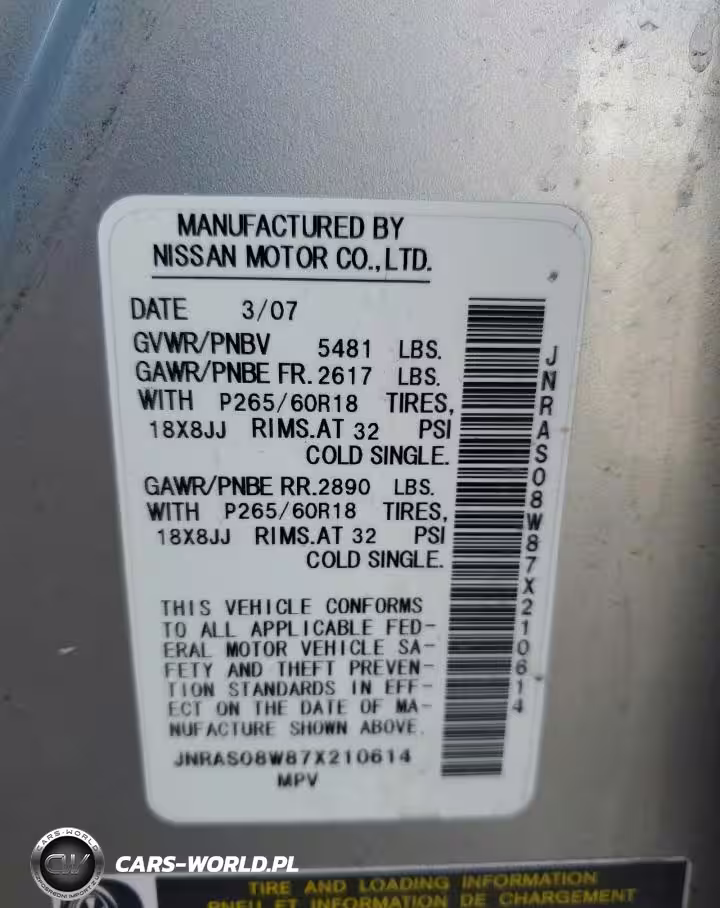 MANUFACTURED BY
NISSAN MOTOR CO., LTD.
DATE 3/07
GVWR/PNBV 5481 LBS.
GAWR/PNBE FR. 2617 LBS.
WITH P265/60R18 TIRES,
18X8JJ RIMS. AT 32 PSI
COLD SINGLE.
GAWR/PNBE RR. 2890 LBS.
WITH P265/60R18 TIRES,
18X8JJ RIMS. AT 32 PSI
COLD SINGLE.
THIS VEHICLE CONFORMS
TO ALL APPLICABLE FED-
ERAL MOTOR VEHICLE SA-
FETY AND THEFT PREVEN-
TION STANDARDS IN EFF-
ECT ON THE DATE OF MA-
NUFACTURE SHOWN ABOVE.
JNRAS08W87X210614
MPV
JNRAS08W87X210614
CARS-WORLD
CW
CARS-WORLD.PL
TIRE AND LOADING INFORMATION
PNEU ET INFORMATION DE CHARGEMENT